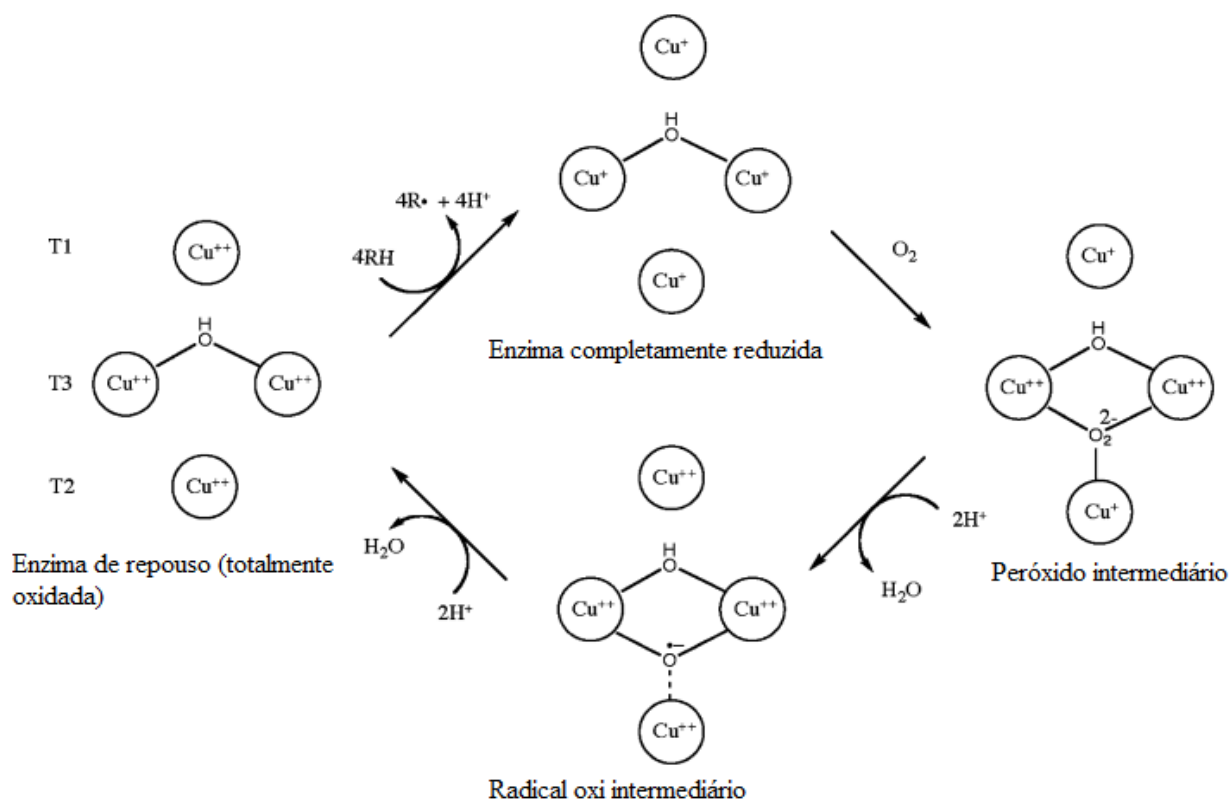 Cu⁺
H
O
Cu⁺ Cu⁺
Cu⁺
Enzima completamente reduzida
4R• + 4H⁺
4RH
O₂
T1
Cu⁺⁺
H
O
T3
Cu⁺⁺ Cu⁺⁺
T2
Cu⁺⁺
Enzima de repouso (totalmente
oxidada)
Cu⁺
H
O
Cu⁺⁺ Cu⁺⁺
O₂²⁻
Cu⁺
Peróxido intermediário
2H⁺
H₂O
Cu⁺⁺
H
O
Cu⁺⁺ Cu⁺⁺
O•−
Cu⁺⁺
Radical oxi intermediário
H₂O
2H⁺